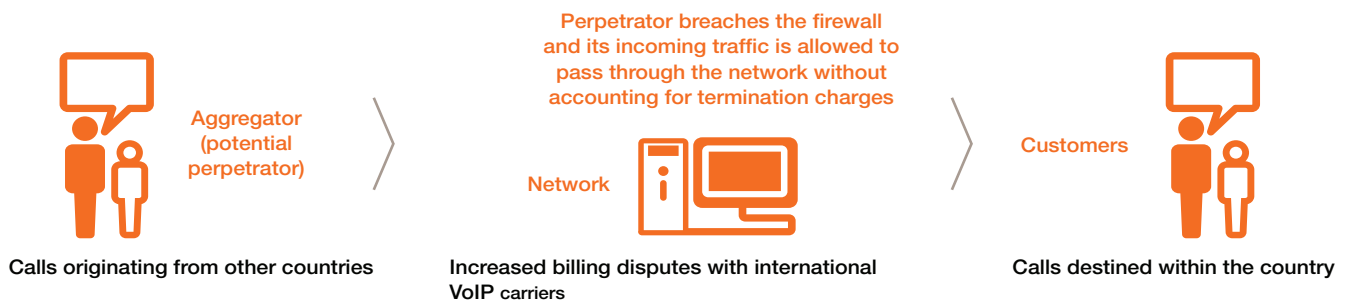 Perpetrator breaches the firewall
and its incoming traffic is allowed to
pass through the network without
accounting for termination charges
Aggregator
(potential
perpetrator)
Network
Customers
Calls originating from other countries
Increased billing disputes with international
VoIP carriers
Calls destined within the country